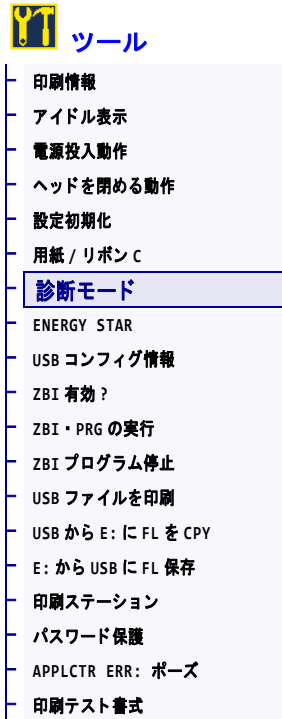 ツール
印刷情報
アイドル表示
電源投入動作
ヘッドを閉める動作
設定初期化
用紙 / リボン C
診断モード
ENERGY STAR
USB コンフィグ情報
ZBI 有効 ?
ZBI・PRG の実行
ZBI プログラム停止
USB ファイルを印刷
USB から E: に FL を CPY
E: から USB に FL 保存
印刷ステーション
パスワード保護
APPLCTR ERR: ポーズ
印刷テスト書式